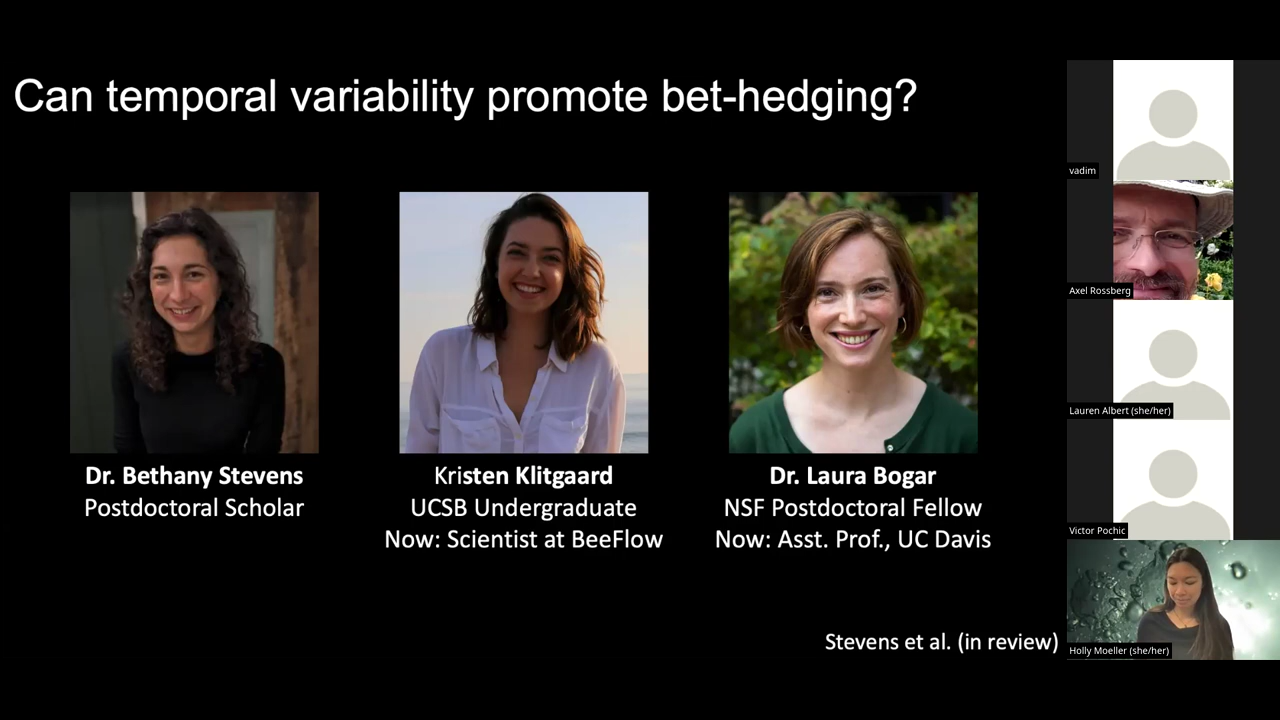 Can temporal variability promote bet-hedging?
Dr. Bethany Stevens
Postdoctoral Scholar
Kristen Klitgaard
UCSB Undergraduate
Now: Scientist at BeeFlow
Dr. Laura Bogar
NSF Postdoctoral Fellow
Now: Asst. Prof., UC Davis
Stevens et al. (in review)
vadim
Axel Rossberg
Lauren Albert (she/her)
Victor Pochic
Holly Moeller (she/her)